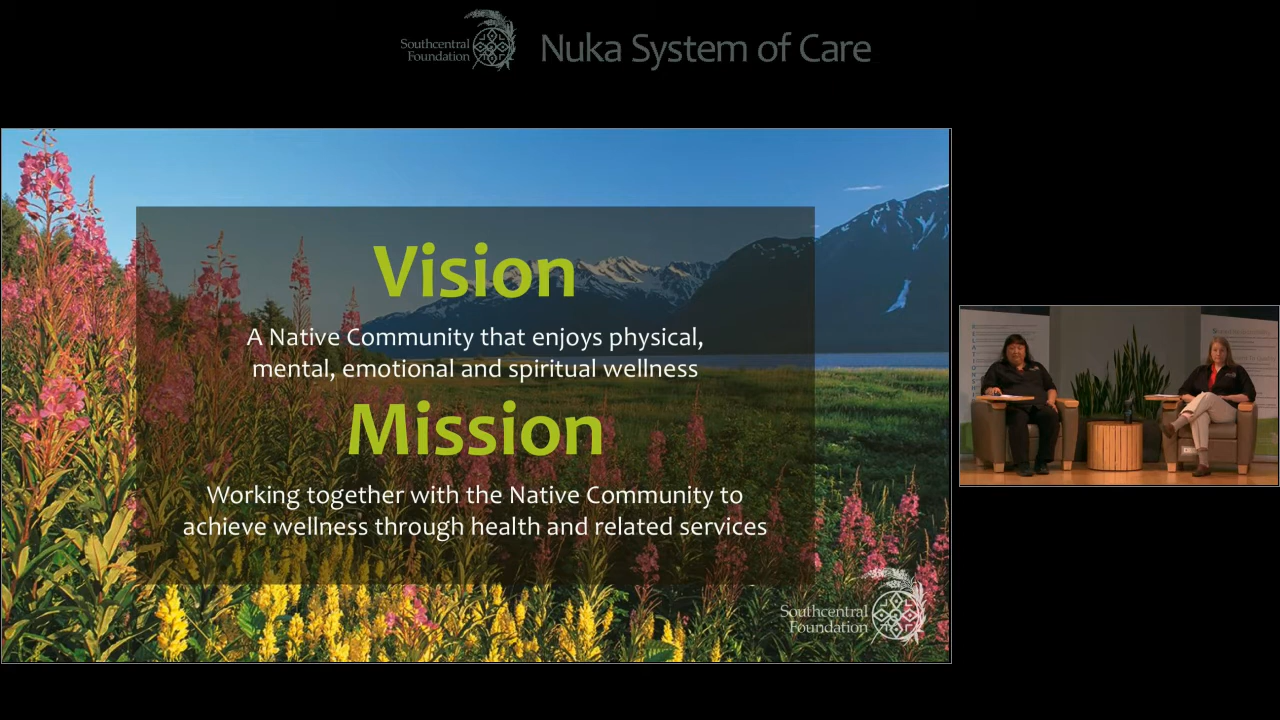 Southcentral
Foundation
Nuka System of Care
Vision
A Native Community that enjoys physical,
mental, emotional and spiritual wellness
Mission
Working together with the Native Community to
achieve wellness through health and related services
Southcentral
Foundation